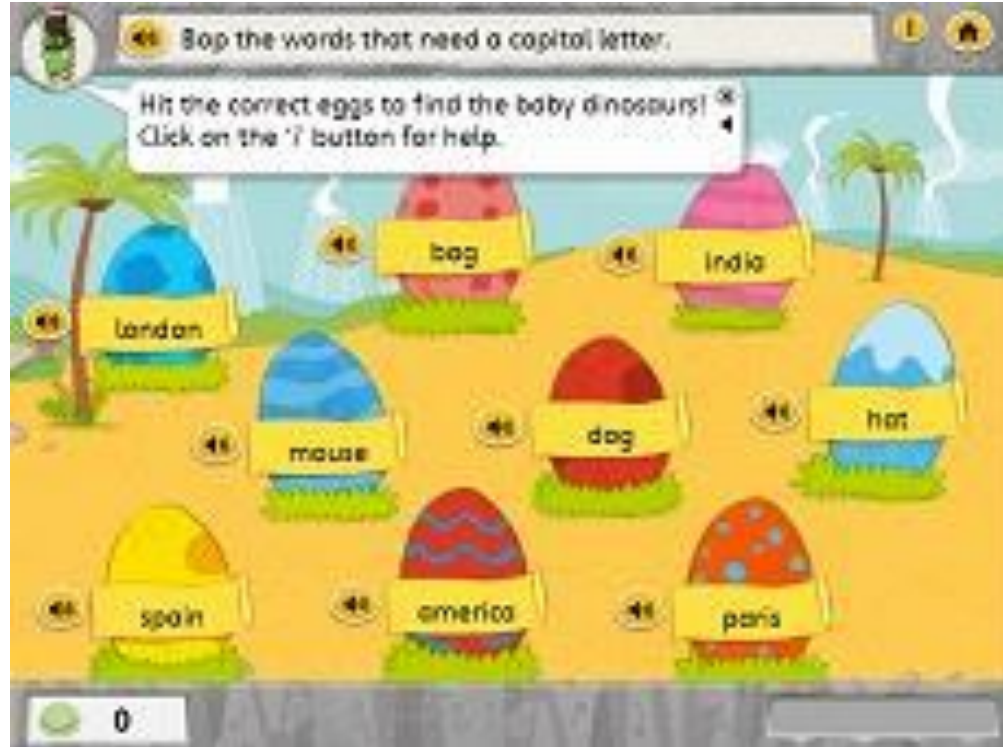 Bop the words that need a capital letter.
Hit the correct eggs to find the baby dinosaurs!
Click on the 'i' button for help.
bag
india
london
hat
mouse
dog
spain
america
paris
0